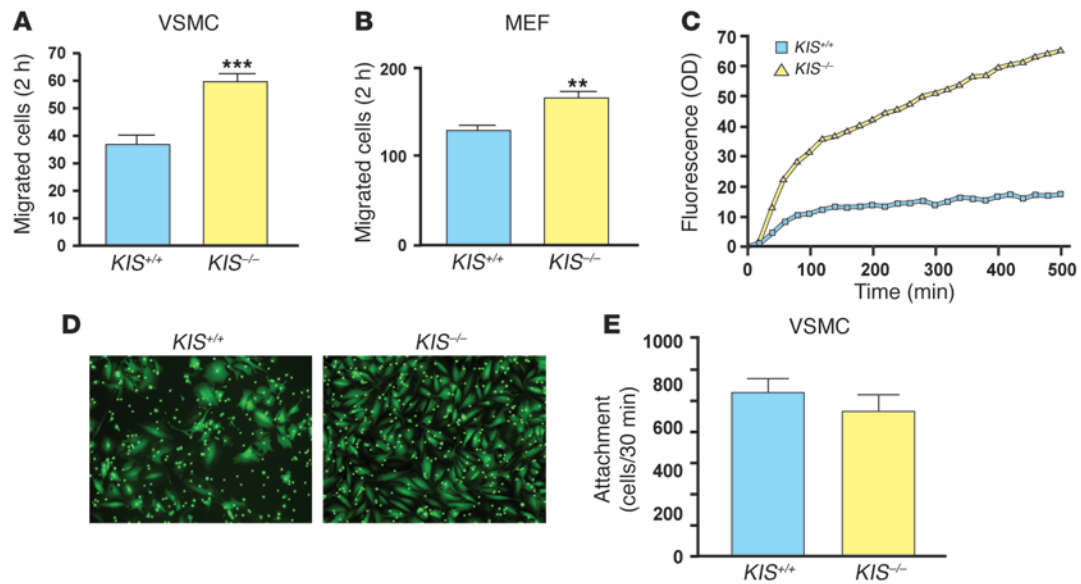 A
VSMC
Migrated cells (2 h)
70
60
50
40
30
20
10
0
***
KIS+/+
KIS–/–
B
MEF
Migrated cells (2 h)
200
100
0
**
KIS+/+
KIS–/–
C
KIS+/+
KIS–/–
Fluorescence (OD)
70
60
50
40
30
20
10
0
0
100
200
300
400
500
Time (min)
D
KIS+/+
KIS–/–
E
VSMC
Attachment
(cells/30 min)
1000
800
600
400
200
0
KIS+/+
KIS–/–